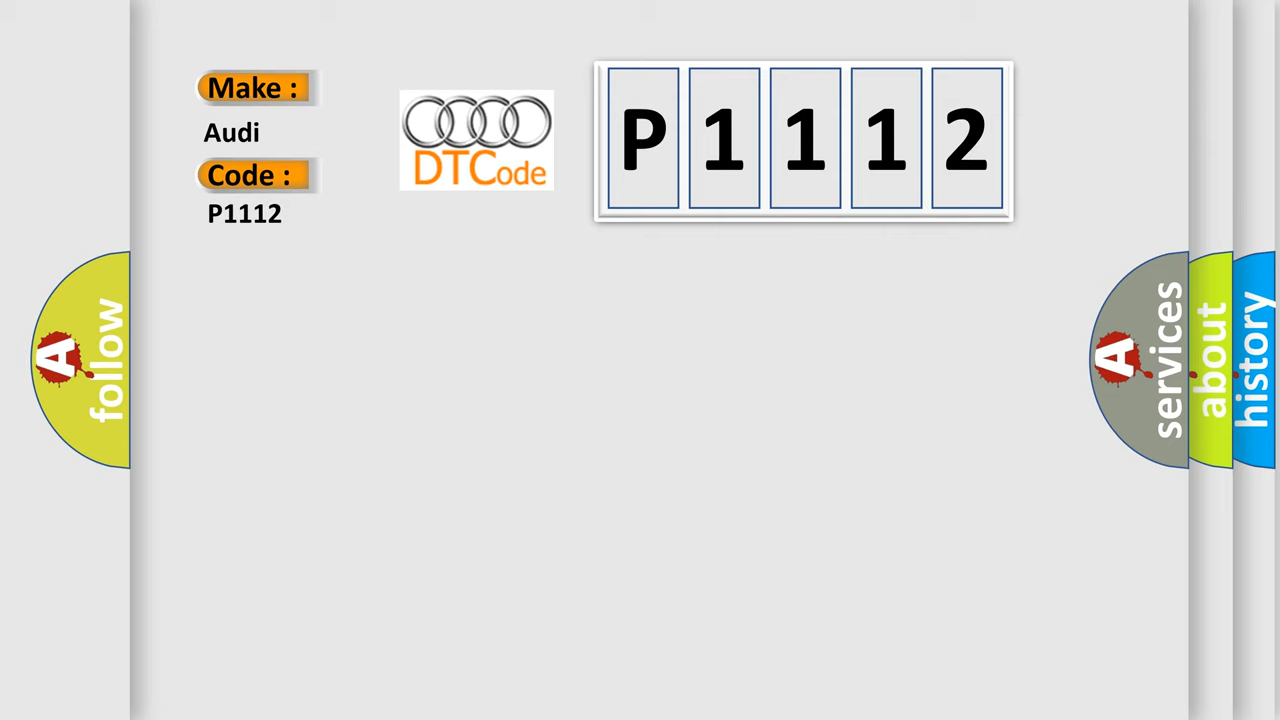 Make :
Audi
Code :
P1112
DTCode
P 1 1 1 2
A follow
A services
about
history